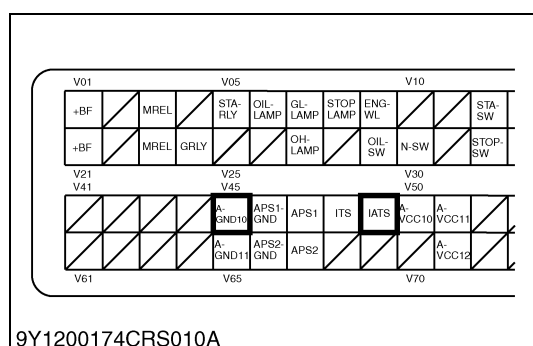 V01 V05 V10
+BF MREL STA-RLY OIL-LAMP GL-LAMP STOP LAMP ENG-WL STA-SW
+BF MREL GRLY OH-LAMP OIL-SW N-SW STOP-SW
V21 V25 V30
V41 V45 V50
A-GND10 APS1-GND APS1 ITS IATS A-VCC10 A-VCC11
A-GND11 APS2-GND APS2 A-VCC12
V61 V65 V70
9Y1200174CRS010A